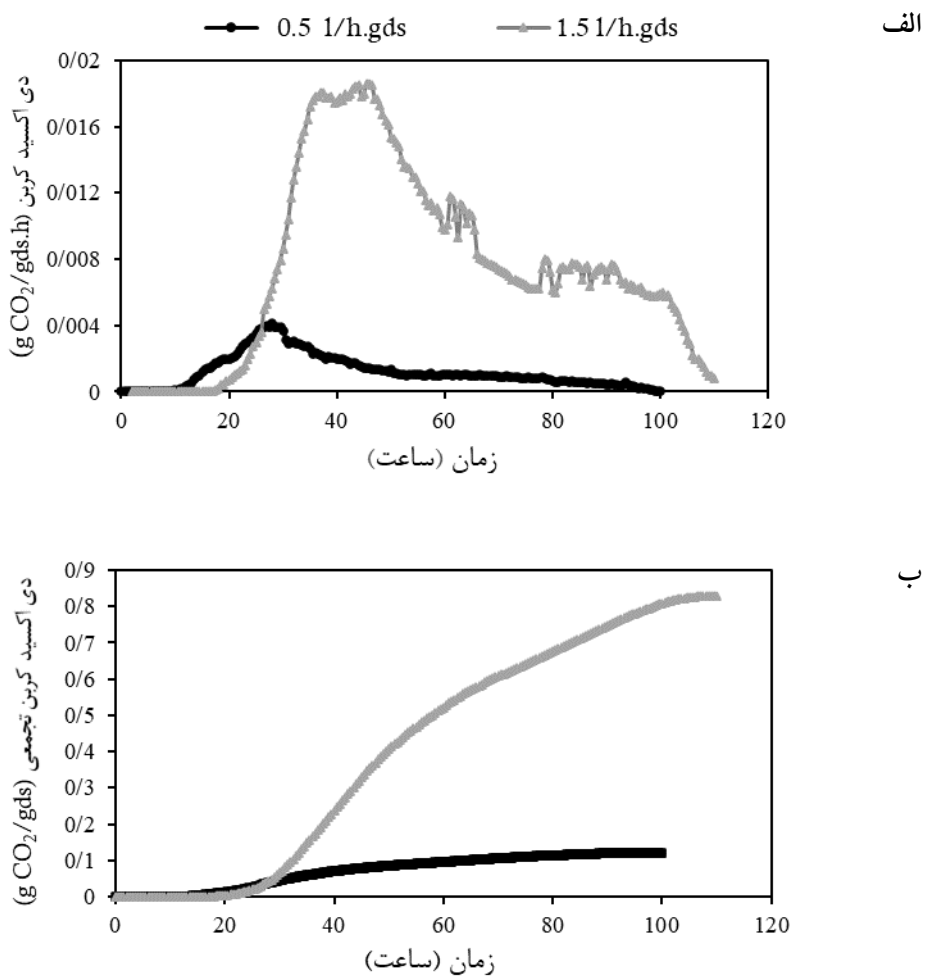 الف
0.5 l/h.gds 1.5 l/h.gds
دی اکسید کربن (g CO₂/gds.h)
0/02
0/016
0/012
0/008
0/004
0
0 20 40 60 80 100 120
زمان (ساعت)
ب
دی اکسید کربن تجمعی (g CO₂/gds)
0/9
0/8
0/7
0/6
0/5
0/4
0/3
0/2
0/1
0
0 20 40 60 80 100 120
زمان (ساعت)